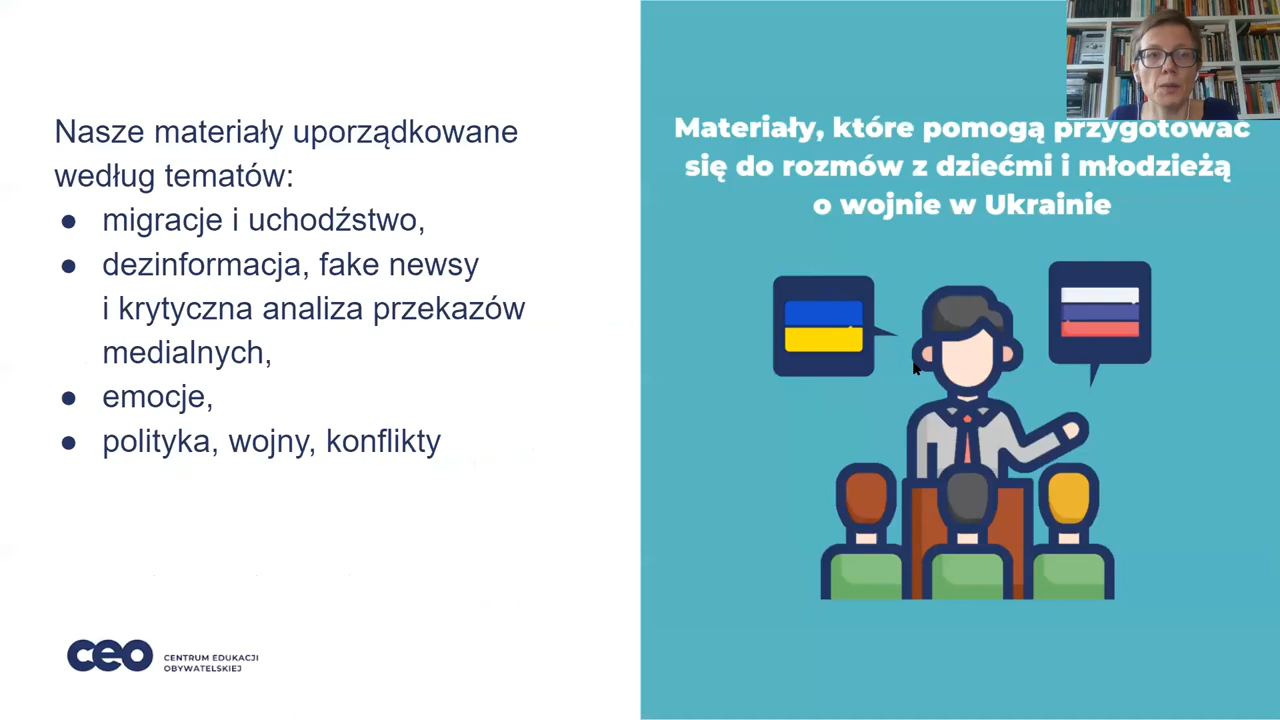 Nasze materiały uporządkowane
według tematów:
● migracje i uchodźstwo,
● dezinformacja, fake newsy
i krytyczna analiza przekazów
medialnych,
● emocje,
● polityka, wojny, konflikty
ceo CENTRUM EDUKACJI
OBYWATELSKIEJ
Materiały, które pomogą przygotować
się do rozmów z dziećmi i młodzieżą
o wojnie w Ukrainie